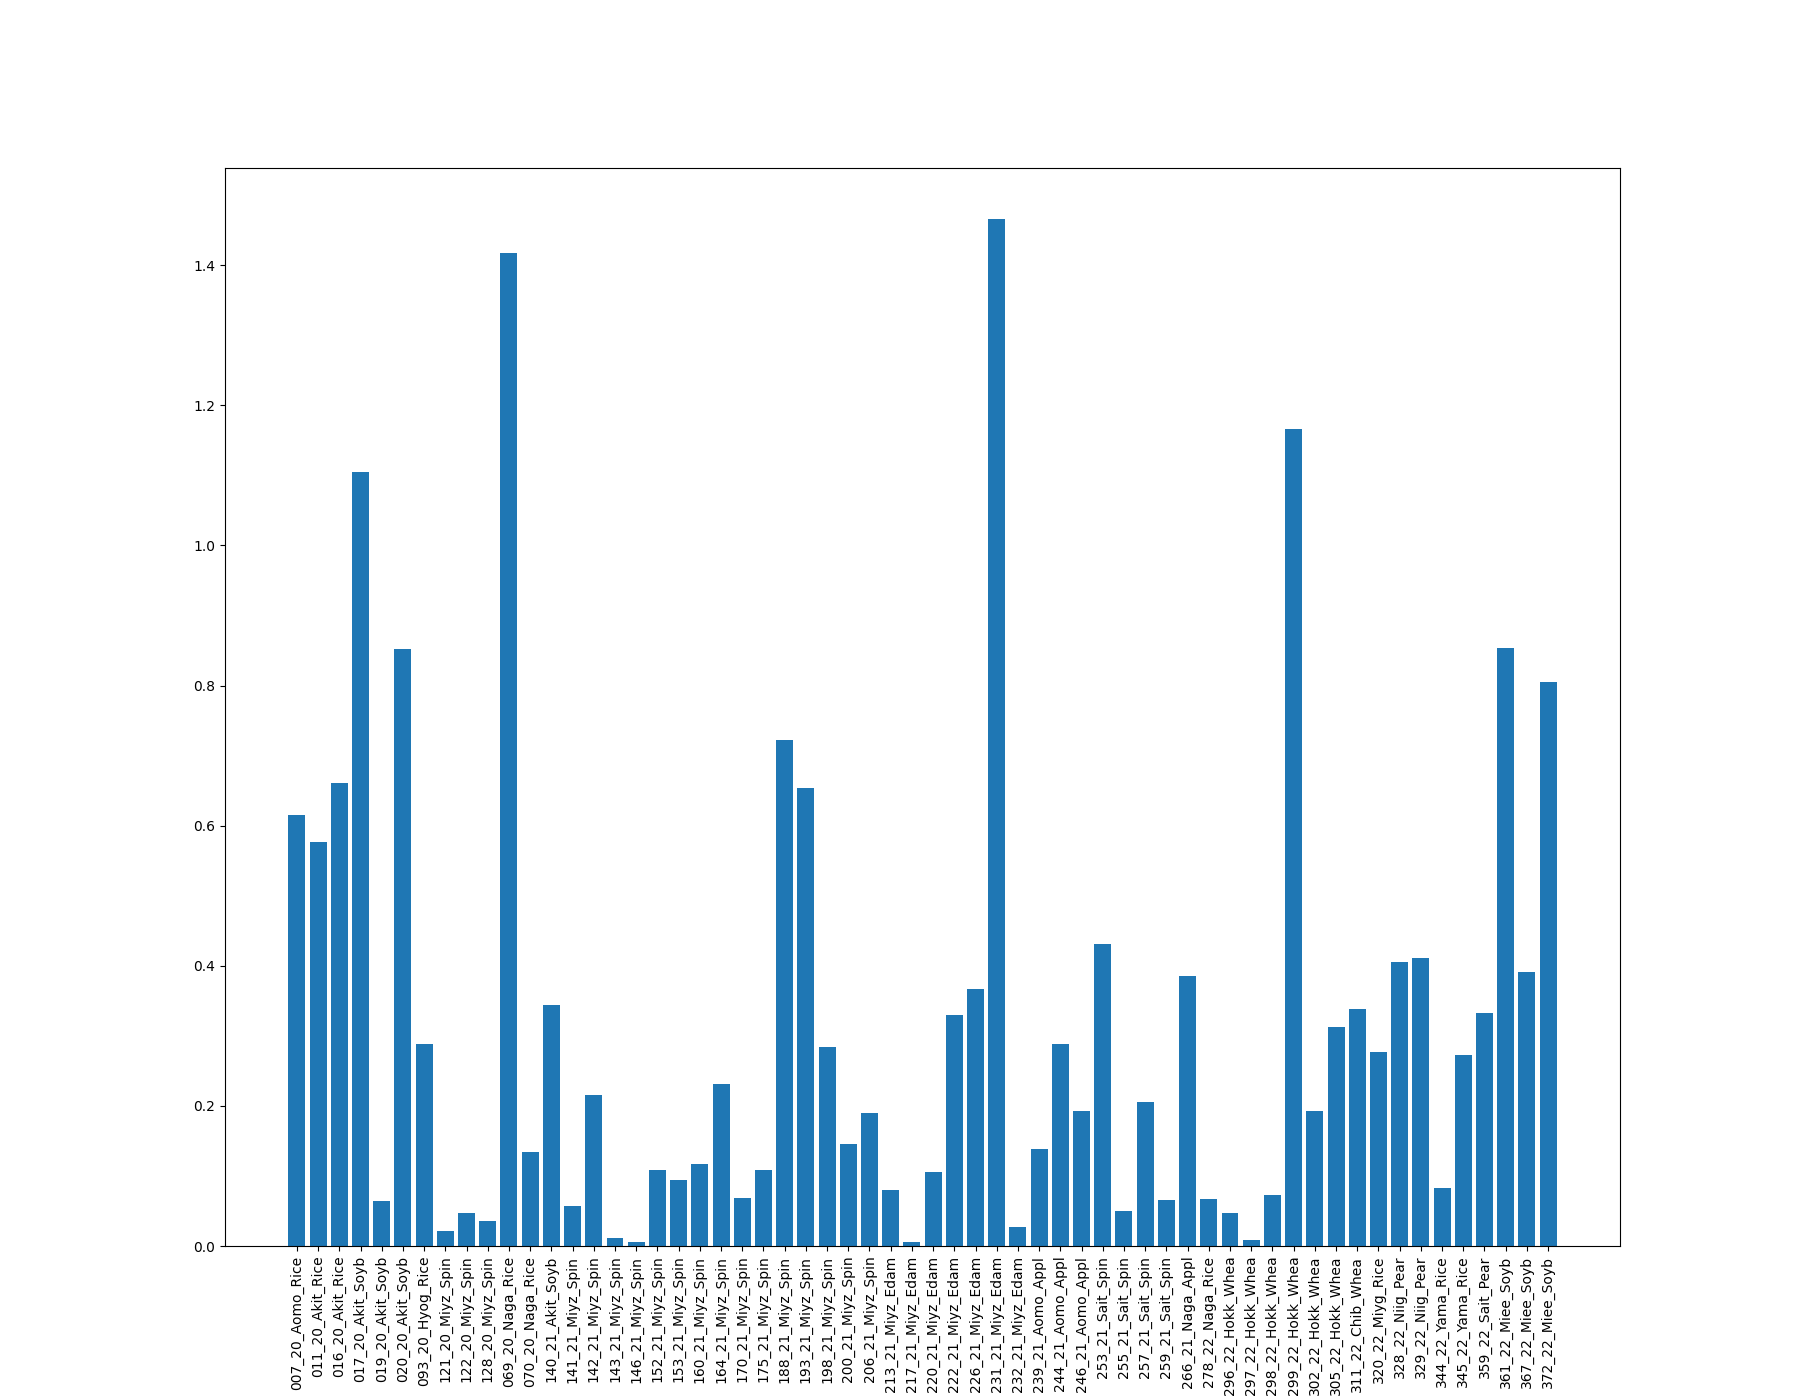 1.4
1.2
1.0
0.8
0.6
0.4
0.2
0.0
007_20_Aomo_Rice
011_20_Akit_Rice
016_20_Akit_Rice
017_20_Akit_Soyb
019_20_Akit_Soyb
020_20_Akit_Soyb
093_20_Hyog_Rice
121_20_Miyz_Spin
122_20_Miyz_Spin
128_20_Miyz_Spin
069_20_Naga_Rice
070_20_Naga_Rice
140_21_Akit_Soyb
141_21_Miyz_Spin
142_21_Miyz_Spin
143_21_Miyz_Spin
146_21_Miyz_Spin
152_21_Miyz_Spin
153_21_Miyz_Spin
160_21_Miyz_Spin
164_21_Miyz_Spin
170_21_Miyz_Spin
175_21_Miyz_Spin
188_21_Miyz_Spin
193_21_Miyz_Spin
198_21_Miyz_Spin
200_21_Miyz_Spin
206_21_Miyz_Spin
213_21_Miyz_Edam
217_21_Miyz_Edam
220_21_Miyz_Edam
222_21_Miyz_Edam
226_21_Miyz_Edam
231_21_Miyz_Edam
232_21_Miyz_Edam
239_21_Aomo_Appl
244_21_Aomo_Appl
246_21_Aomo_Appl
253_21_Sait_Spin
255_21_Sait_Spin
257_21_Sait_Spin
259_21_Sait_Spin
266_21_Naga_Appl
278_22_Naga_Rice
296_22_Hokk_Whea
297_22_Hokk_Whea
298_22_Hokk_Whea
299_22_Hokk_Whea
302_22_Hokk_Whea
305_22_Hokk_Whea
311_22_Chib_Whea
320_22_Miyg_Rice
328_22_Niig_Pear
329_22_Niig_Pear
344_22_Yama_Rice
345_22_Yama_Rice
359_22_Sait_Pear
361_22_Miee_Soyb
367_22_Miee_Soyb
372_22_Miee_Soyb